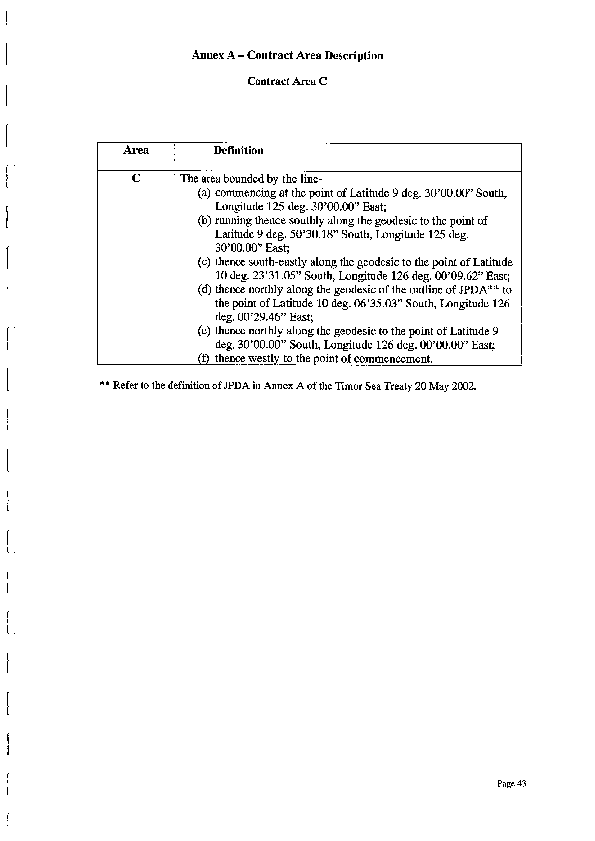 Annex A – Contract Area Description
Contract Area C
Area Definition
C The area bounded by the line-
(a) commencing at the point of Latitude 9 deg. 30’00.00” South,
Longitude 125 deg. 30’00.00” East;
(b) running thence southly along the geodesic to the point of
Latitude 9 deg. 50’30.18” South, Longitude 125 deg.
30’00.00” East;
(c) thence south-eastly along the geodesic to the point of Latitude
10 deg. 23’31.05” South, Longitude 126 deg. 00’09.62” East;
(d) thence northly along the geodesic of the outline of JPDA** to
the point of Latitude 10 deg. 06’35.03” South, Longitude 126
deg. 00’29.46” East;
(e) thence northly along the geodesic to the point of Latitude 9
deg. 30’00.00” South, Longitude 126 deg. 00’00.00” East;
(f) thence westly to the point of commencement.
** Refer to the definition of JPDA in Annex A of the Timor Sea Treaty 20 May 2002.
Page 43